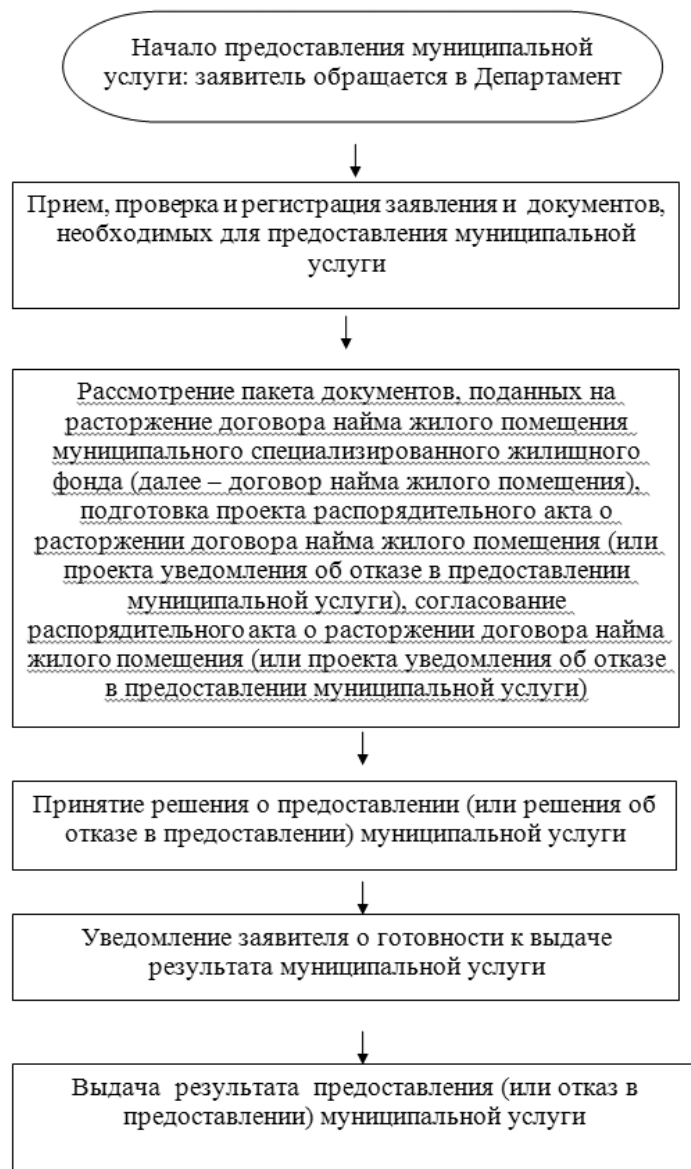 Начало предоставления муниципальной
услуги: заявитель обращается в Департамент
Прием, проверка и регистрация заявления и документов,
необходимых для предоставления муниципальной
услуги
Рассмотрение пакета документов, поданных на
расторжение договора найма жилого помещения
муниципального специализированного жилищного
фонда (далее – договор найма жилого помещения),
подготовка проекта распорядительного акта о
расторжении договора найма жилого помещения (или
проекта уведомления об отказе в предоставлении
муниципальной услуги), согласование
распорядительного акта о расторжении договора найма
жилого помещения (или проекта уведомления об отказе
в предоставлении муниципальной услуги)
Принятие решения о предоставлении (или решения об
отказе в предоставлении) муниципальной услуги
Уведомление заявителя о готовности к выдаче
результата муниципальной услуги
Выдача результата предоставления (или отказ в
предоставлении) муниципальной услуги